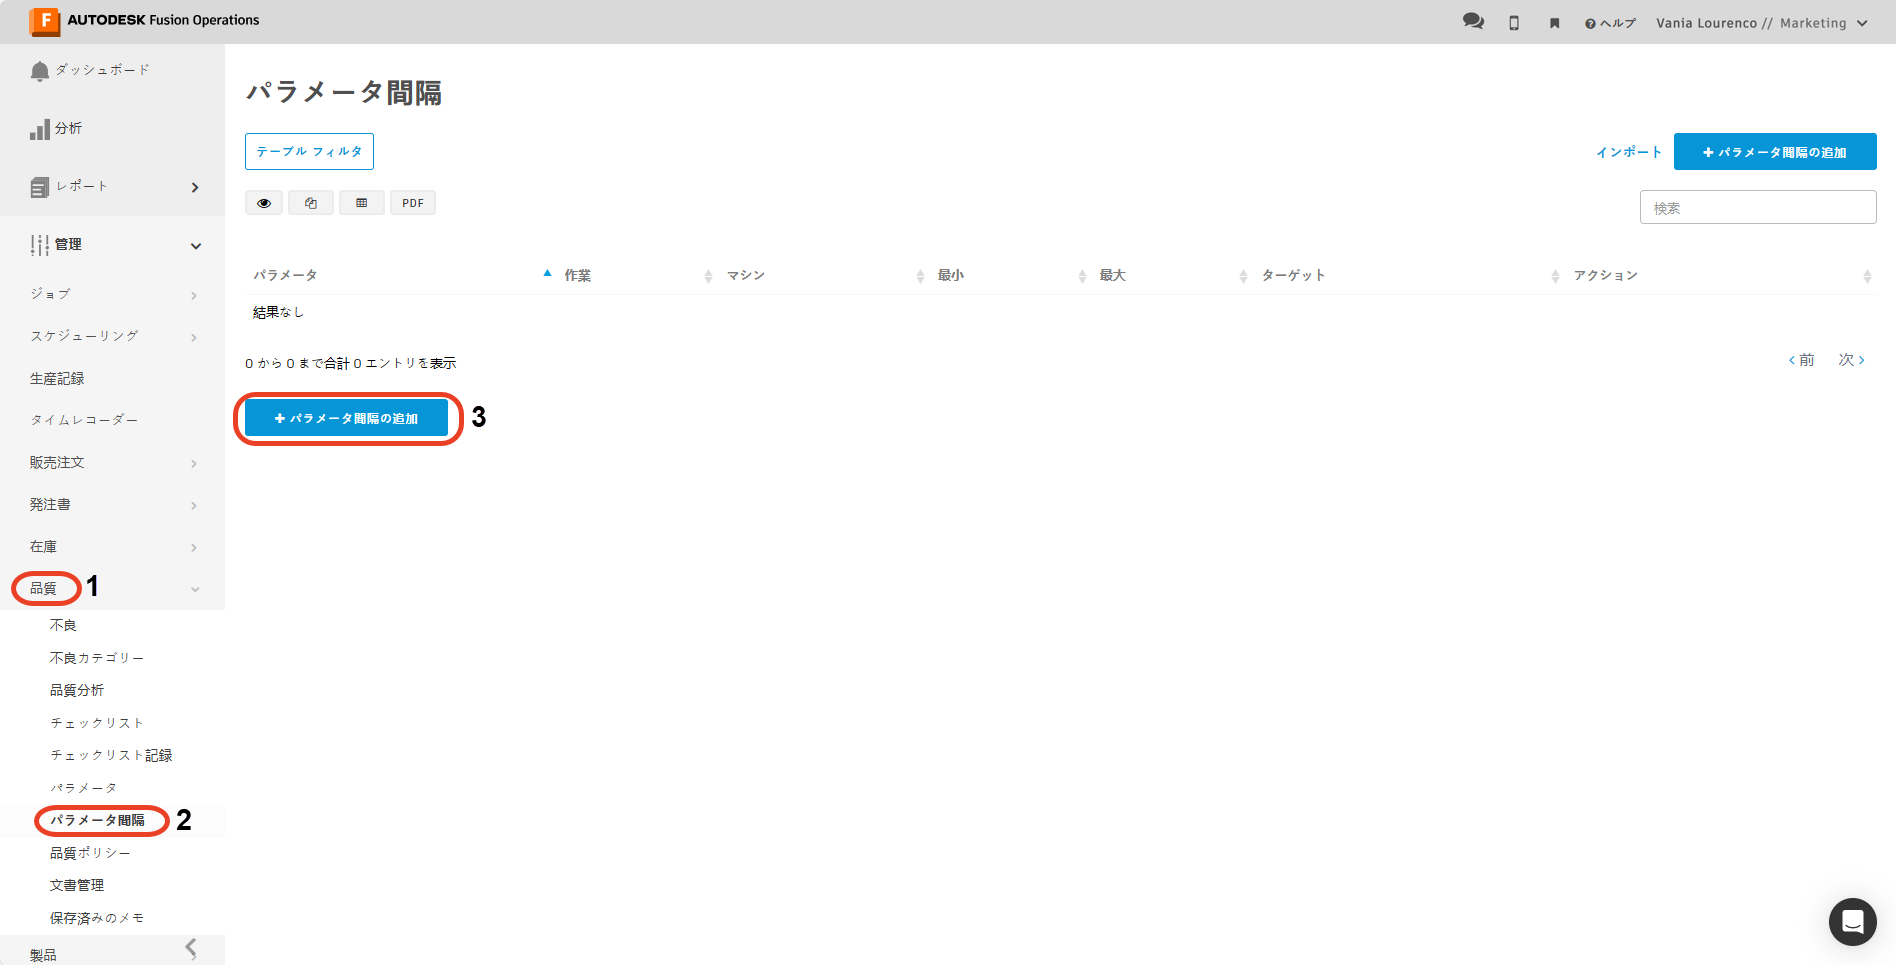 F AUTODESK Fusion Operations
ヘルプ Vania Lourenco // Marketing
ダッシュボード
分析
レポート
管理
ジョブ
スケジューリング
生産記録
タイムレコーダー
販売注文
発注書
在庫
品質 1
不良
不良カテゴリー
品質分析
チェックリスト
チェックリスト記録
パラメータ
パラメータ間隔 2
品質ポリシー
文書管理
保存済みのメモ
製品
パラメータ間隔
テーブル フィルタ
インポート + パラメータ間隔の追加
PDF
検索
パラメータ 作業 マシン 最小 最大 ターゲット アクション
結果なし
0 から 0 まで合計 0 エントリを表示
前 次
+ パラメータ間隔の追加 3